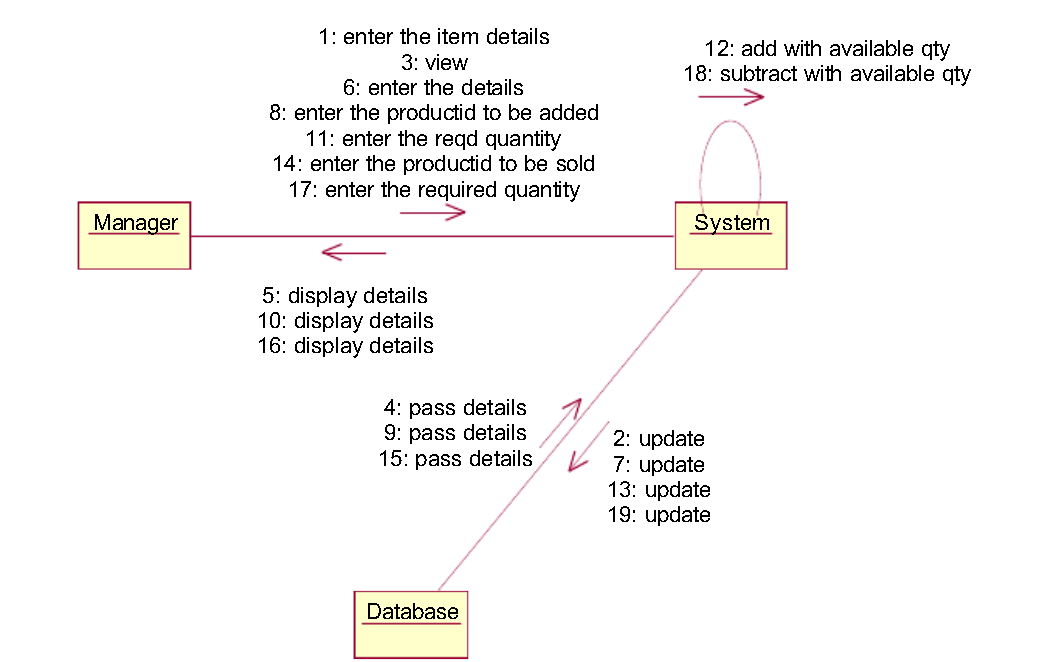 1: enter the item details
3: view
6: enter the details
8: enter the productid to be added
11: enter the reqd quantity
14: enter the productid to be sold
17: enter the required quantity
12: add with available qty
18: subtract with available qty
Manager
System
5: display details
10: display details
16: display details
4: pass details
9: pass details
15: pass details
2: update
7: update
13: update
19: update
Database